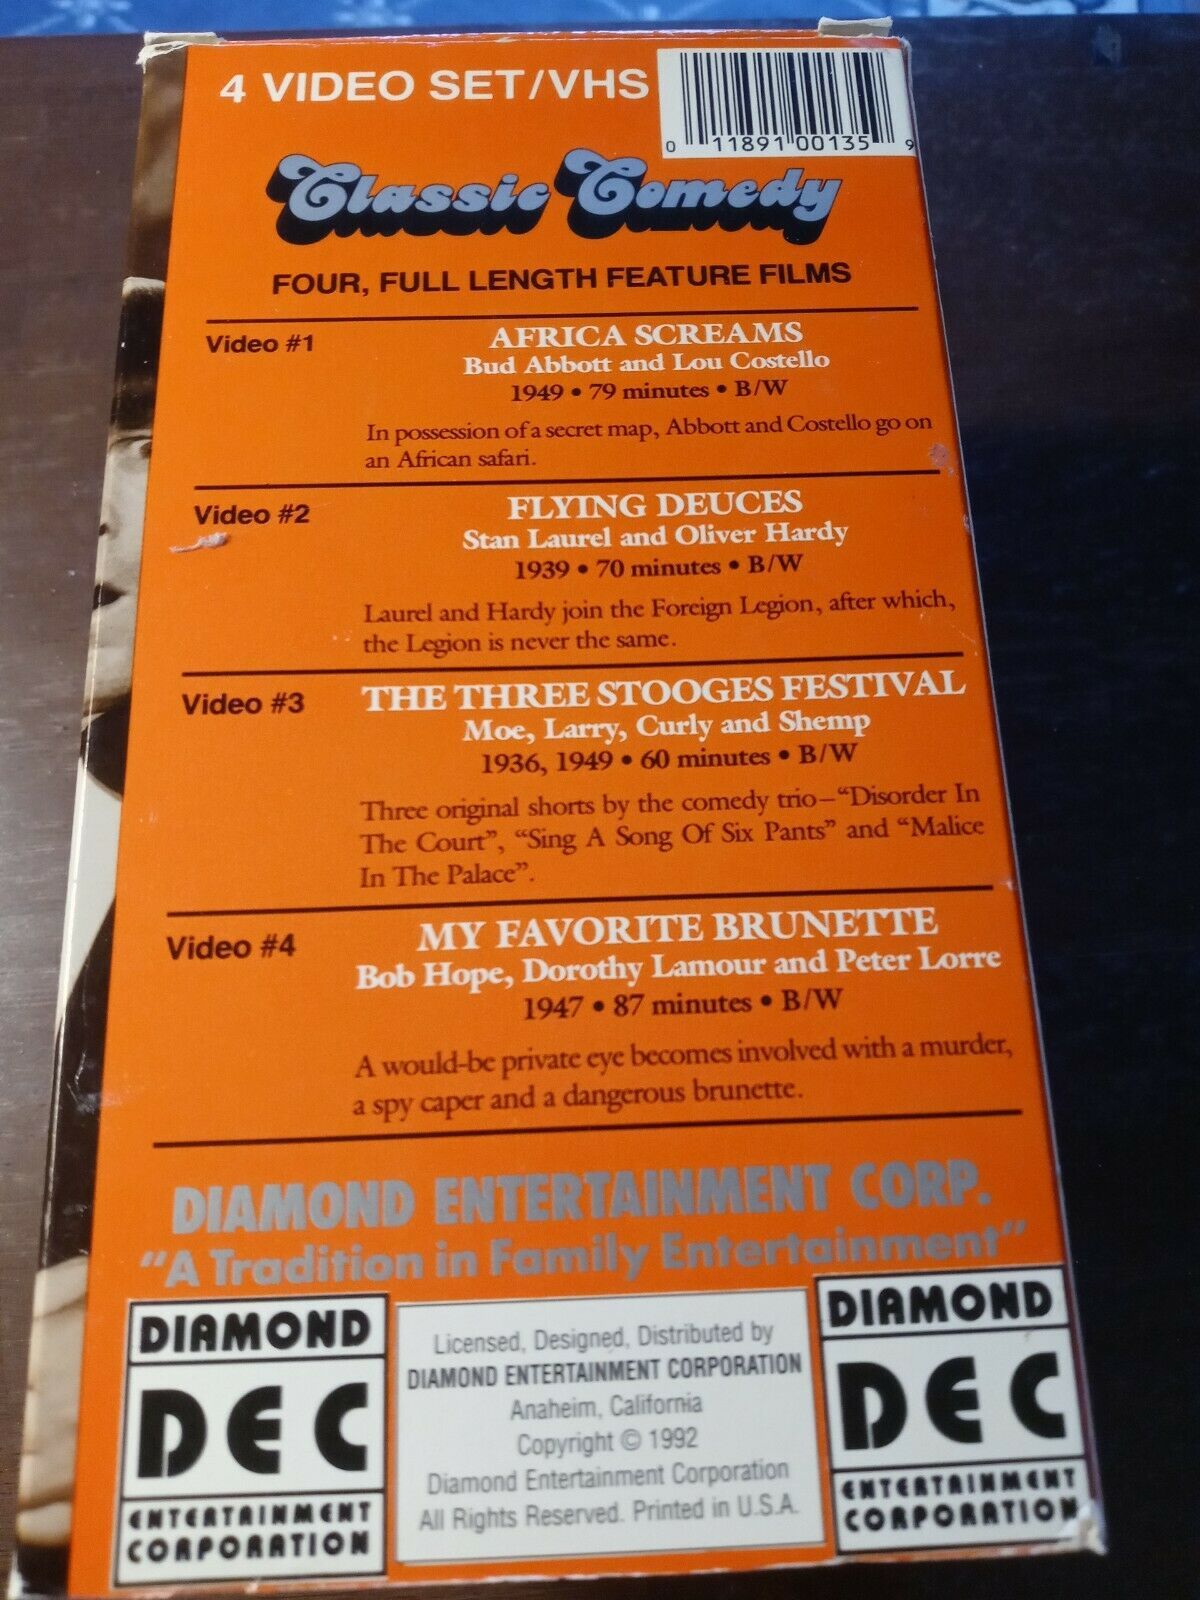 4 VIDEO SET/VHS
0 11891 00135 9
Classic Comedy
FOUR, FULL LENGTH FEATURE FILMS
Video #1
AFRICA SCREAMS
Bud Abbott and Lou Costello
1949 • 79 minutes • B/W
In possession of a secret map, Abbott and Costello go on
an African safari.
Video #2
FLYING DEUCES
Stan Laurel and Oliver Hardy
1939 • 70 minutes • B/W
Laurel and Hardy join the Foreign Legion, after which,
the Legion is never the same.
Video #3
THE THREE STOOGES FESTIVAL
Moe, Larry, Curly and Shemp
1936, 1949 • 60 minutes • B/W
Three original shorts by the comedy trio–“Disorder In
The Court”, “Sing A Song Of Six Pants” and “Malice
In The Palace”.
Video #4
MY FAVORITE BRUNETTE
Bob Hope, Dorothy Lamour and Peter Lorre
1947 • 87 minutes • B/W
A would-be private eye becomes involved with a murder,
a spy caper and a dangerous brunette.
DIAMOND ENTERTAINMENT CORP.
“A Tradition in Family Entertainment”
DIAMOND
DEC
ENTERTAINMENT
CORPORATION
Licensed, Designed, Distributed by
DIAMOND ENTERTAINMENT CORPORATION
Anaheim, California
Copyright © 1992
Diamond Entertainment Corporation
All Rights Reserved. Printed in U.S.A.
DIAMOND
DEC
ENTERTAINMENT
CORPORATION